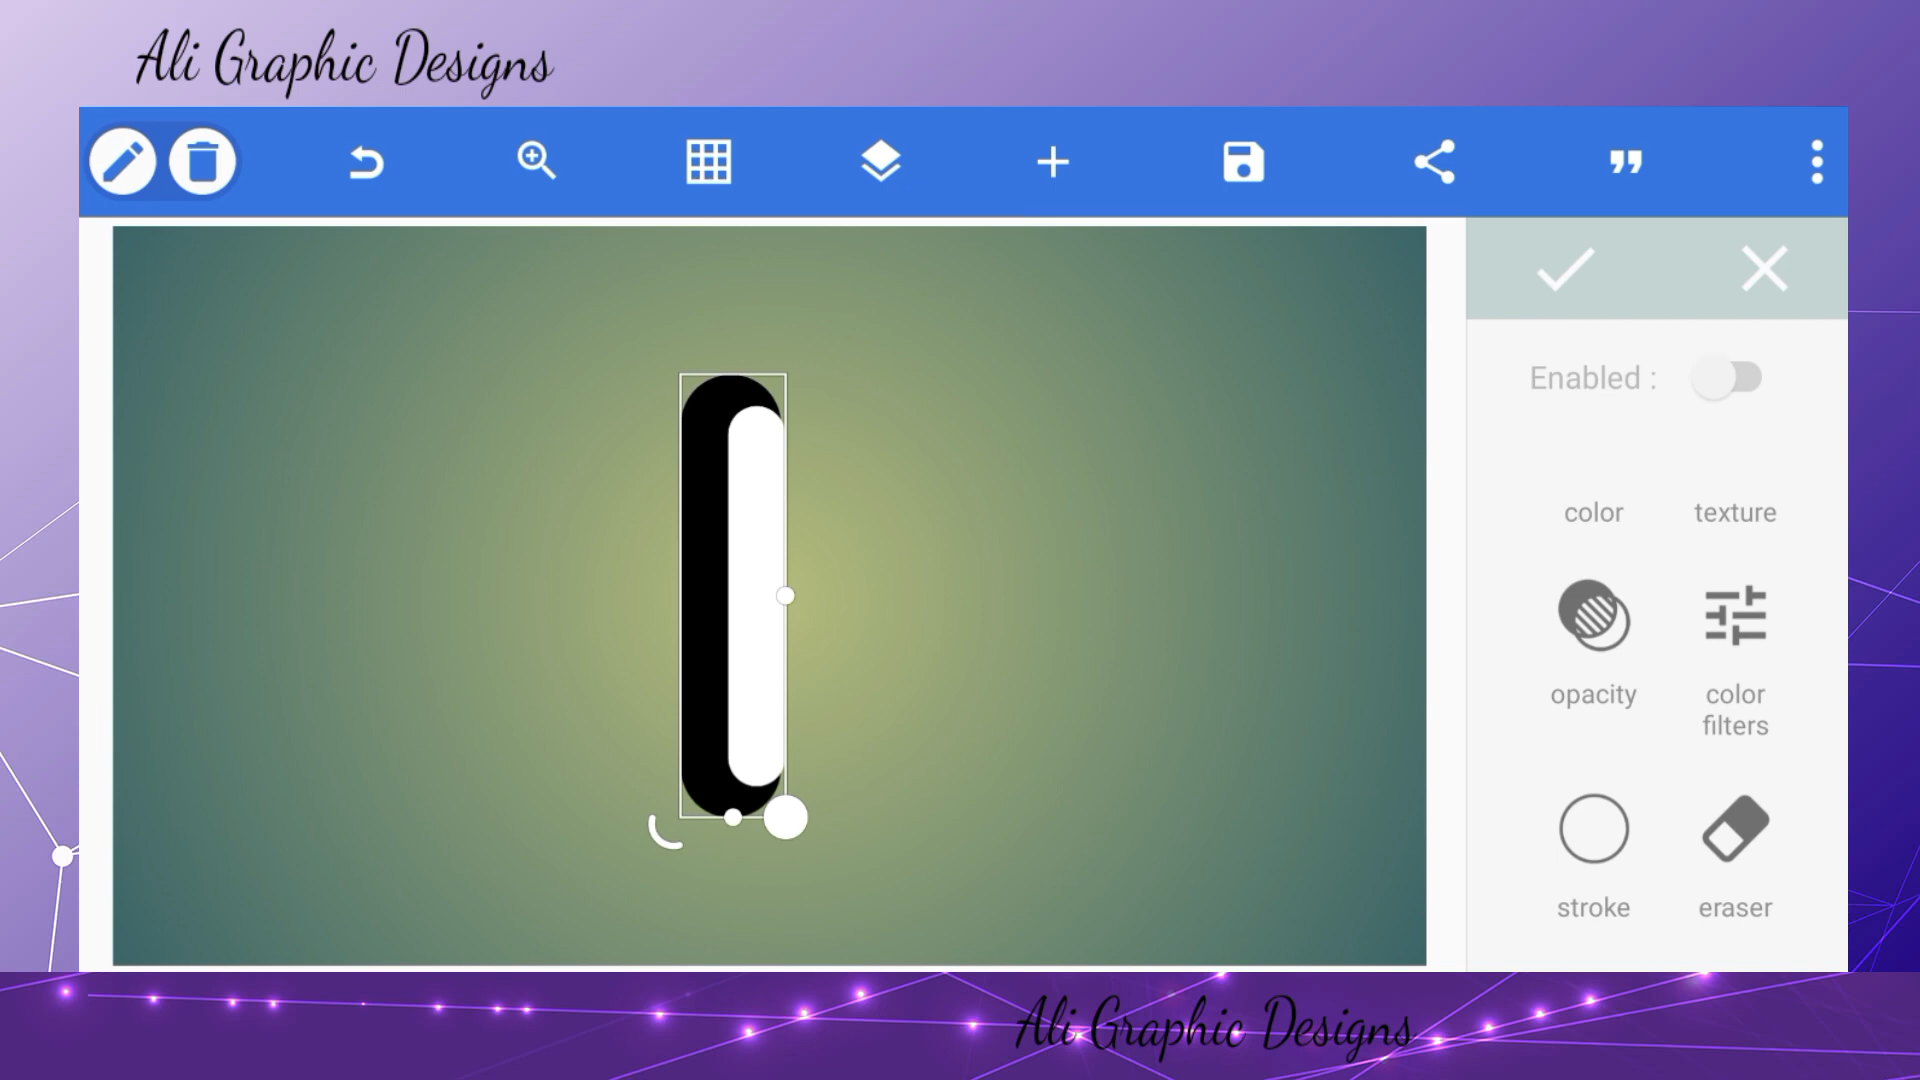 Ali Graphic Designs
Enabled :
color texture
opacity color
filters
stroke eraser
Ali Graphic Designs